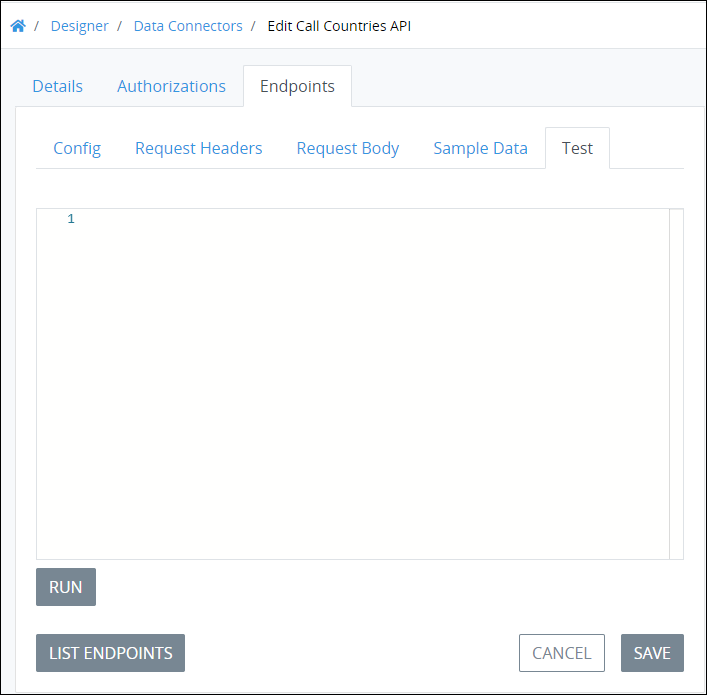 / Designer / Data Connectors / Edit Call Countries API
Details Authorizations Endpoints
Config Request Headers Request Body Sample Data Test
1
RUN
LIST ENDPOINTS CANCEL SAVE